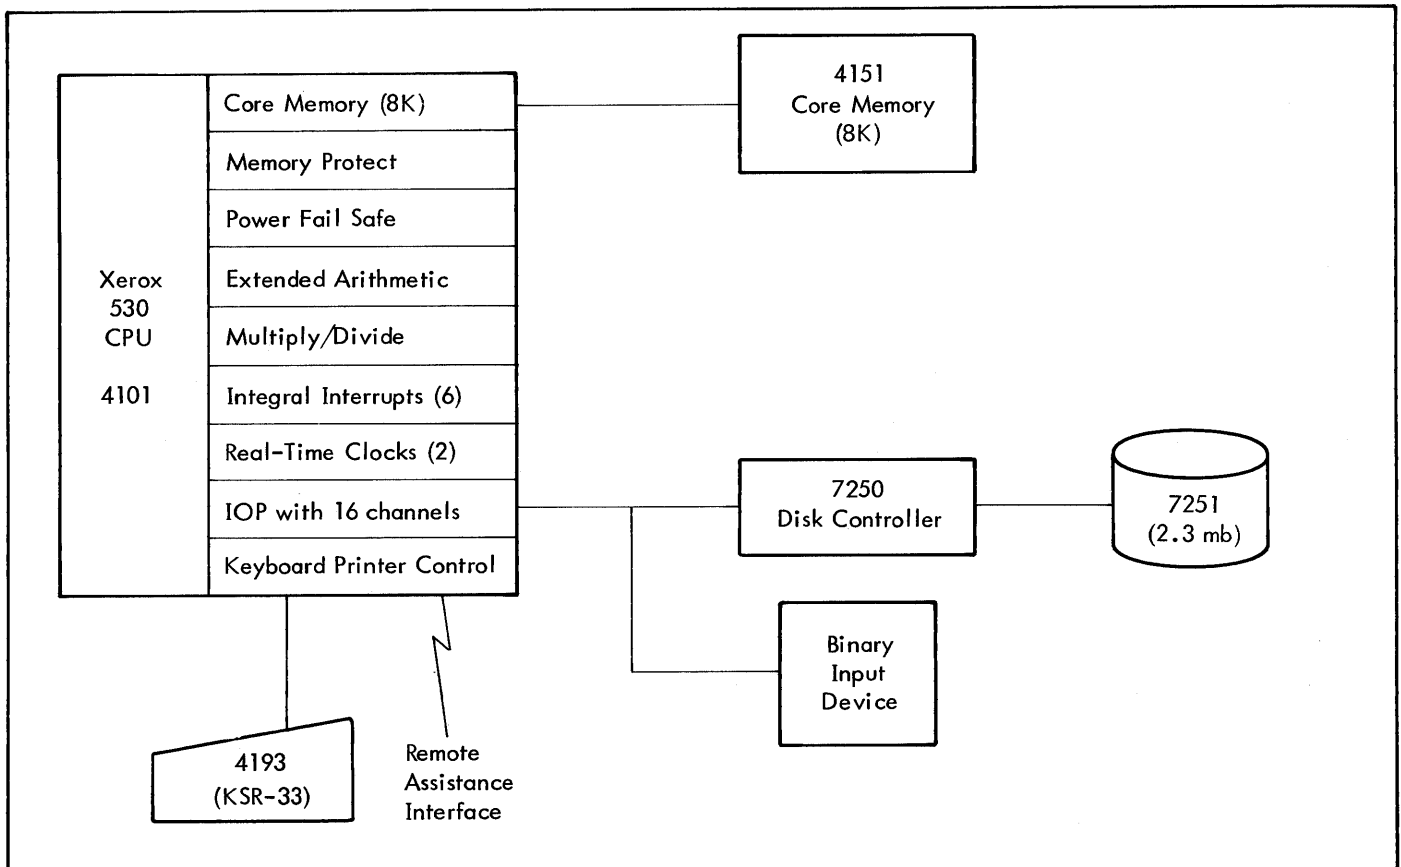 Xerox
530
CPU
4101
Core Memory (8K)
Memory Protect
Power Fail Safe
Extended Arithmetic
Multiply/Divide
Integral Interrupts (6)
Real-Time Clocks (2)
IOP with 16 channels
Keyboard Printer Control
4151
Core Memory
(8K)
7250
Disk Controller
7251
(2.3 mb)
Binary
Input
Device
4193
(KSR-33)
Remote
Assistance
Interface